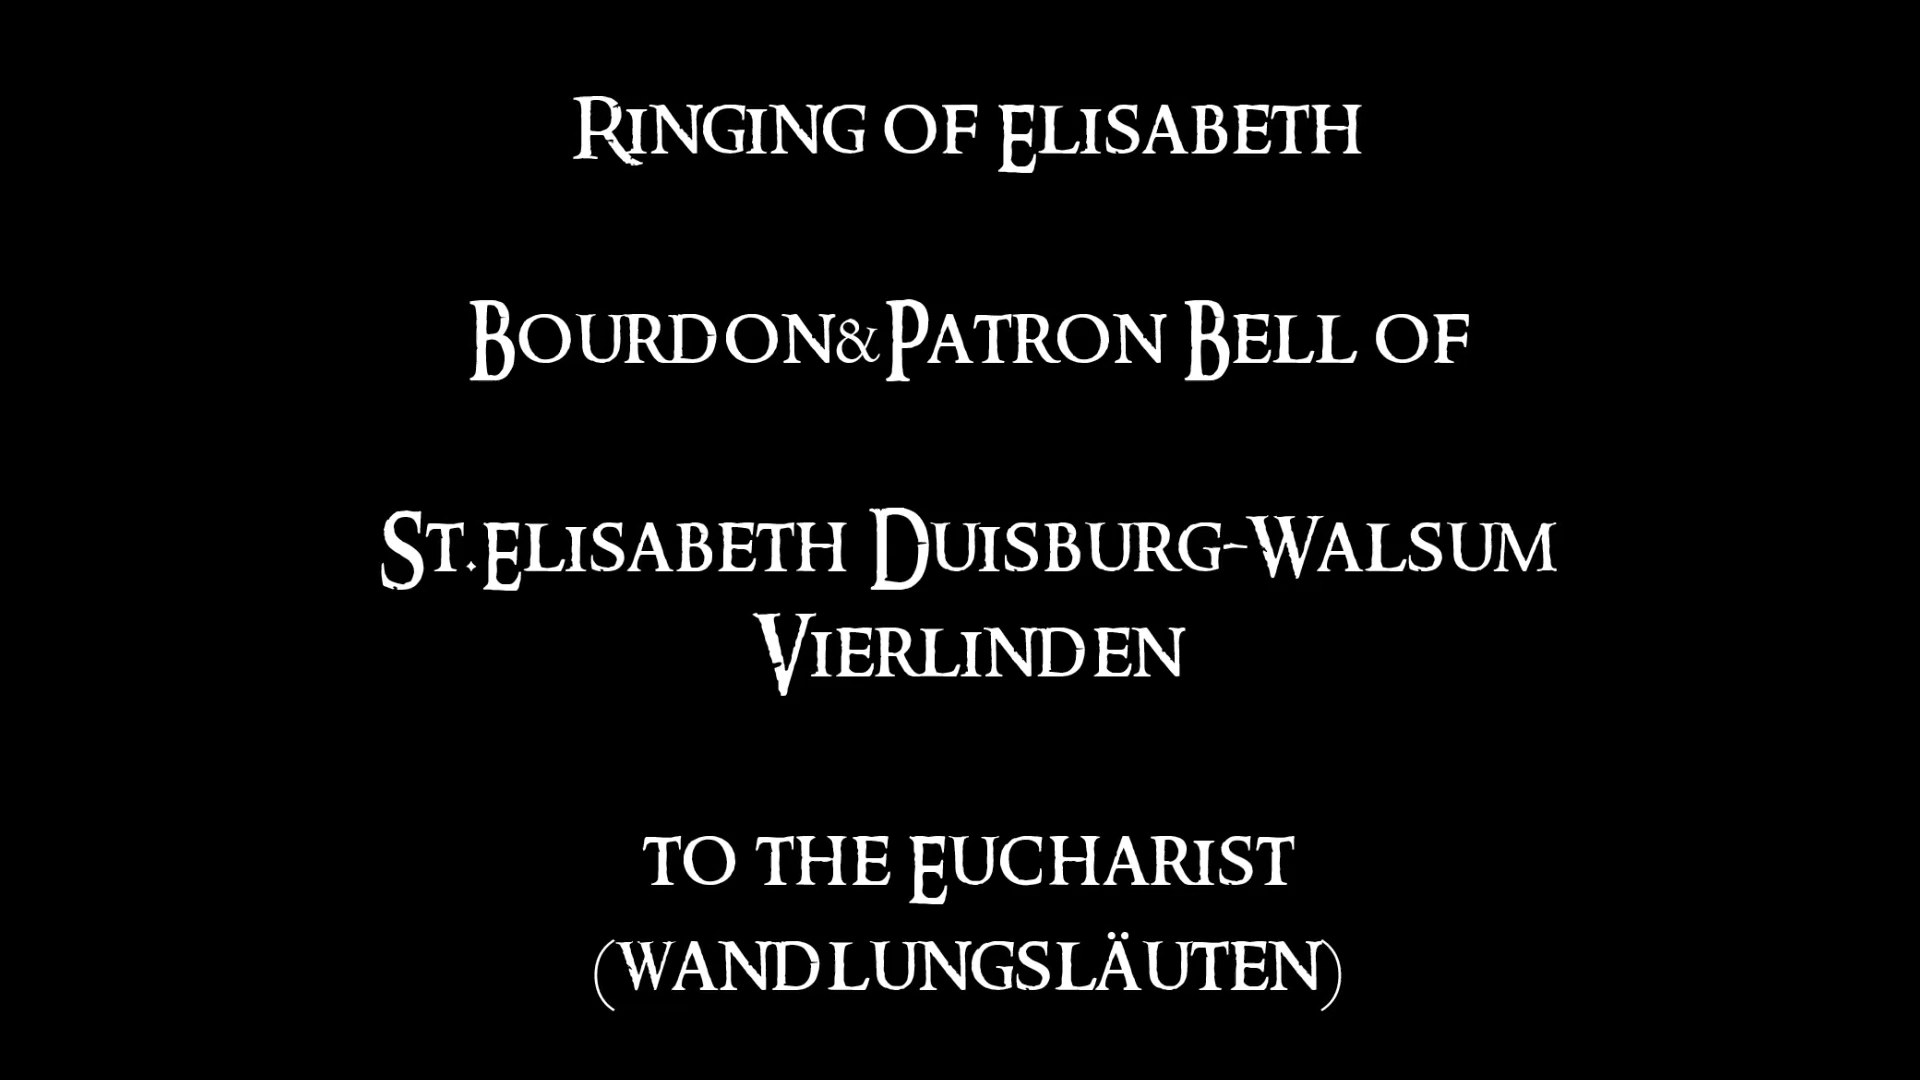 Ringing of Elisabeth
Bourdon&Patron Bell of
St.Elisabeth Duisburg-Walsum
Vierlinden
to the Eucharist
(wandlungsläuten)